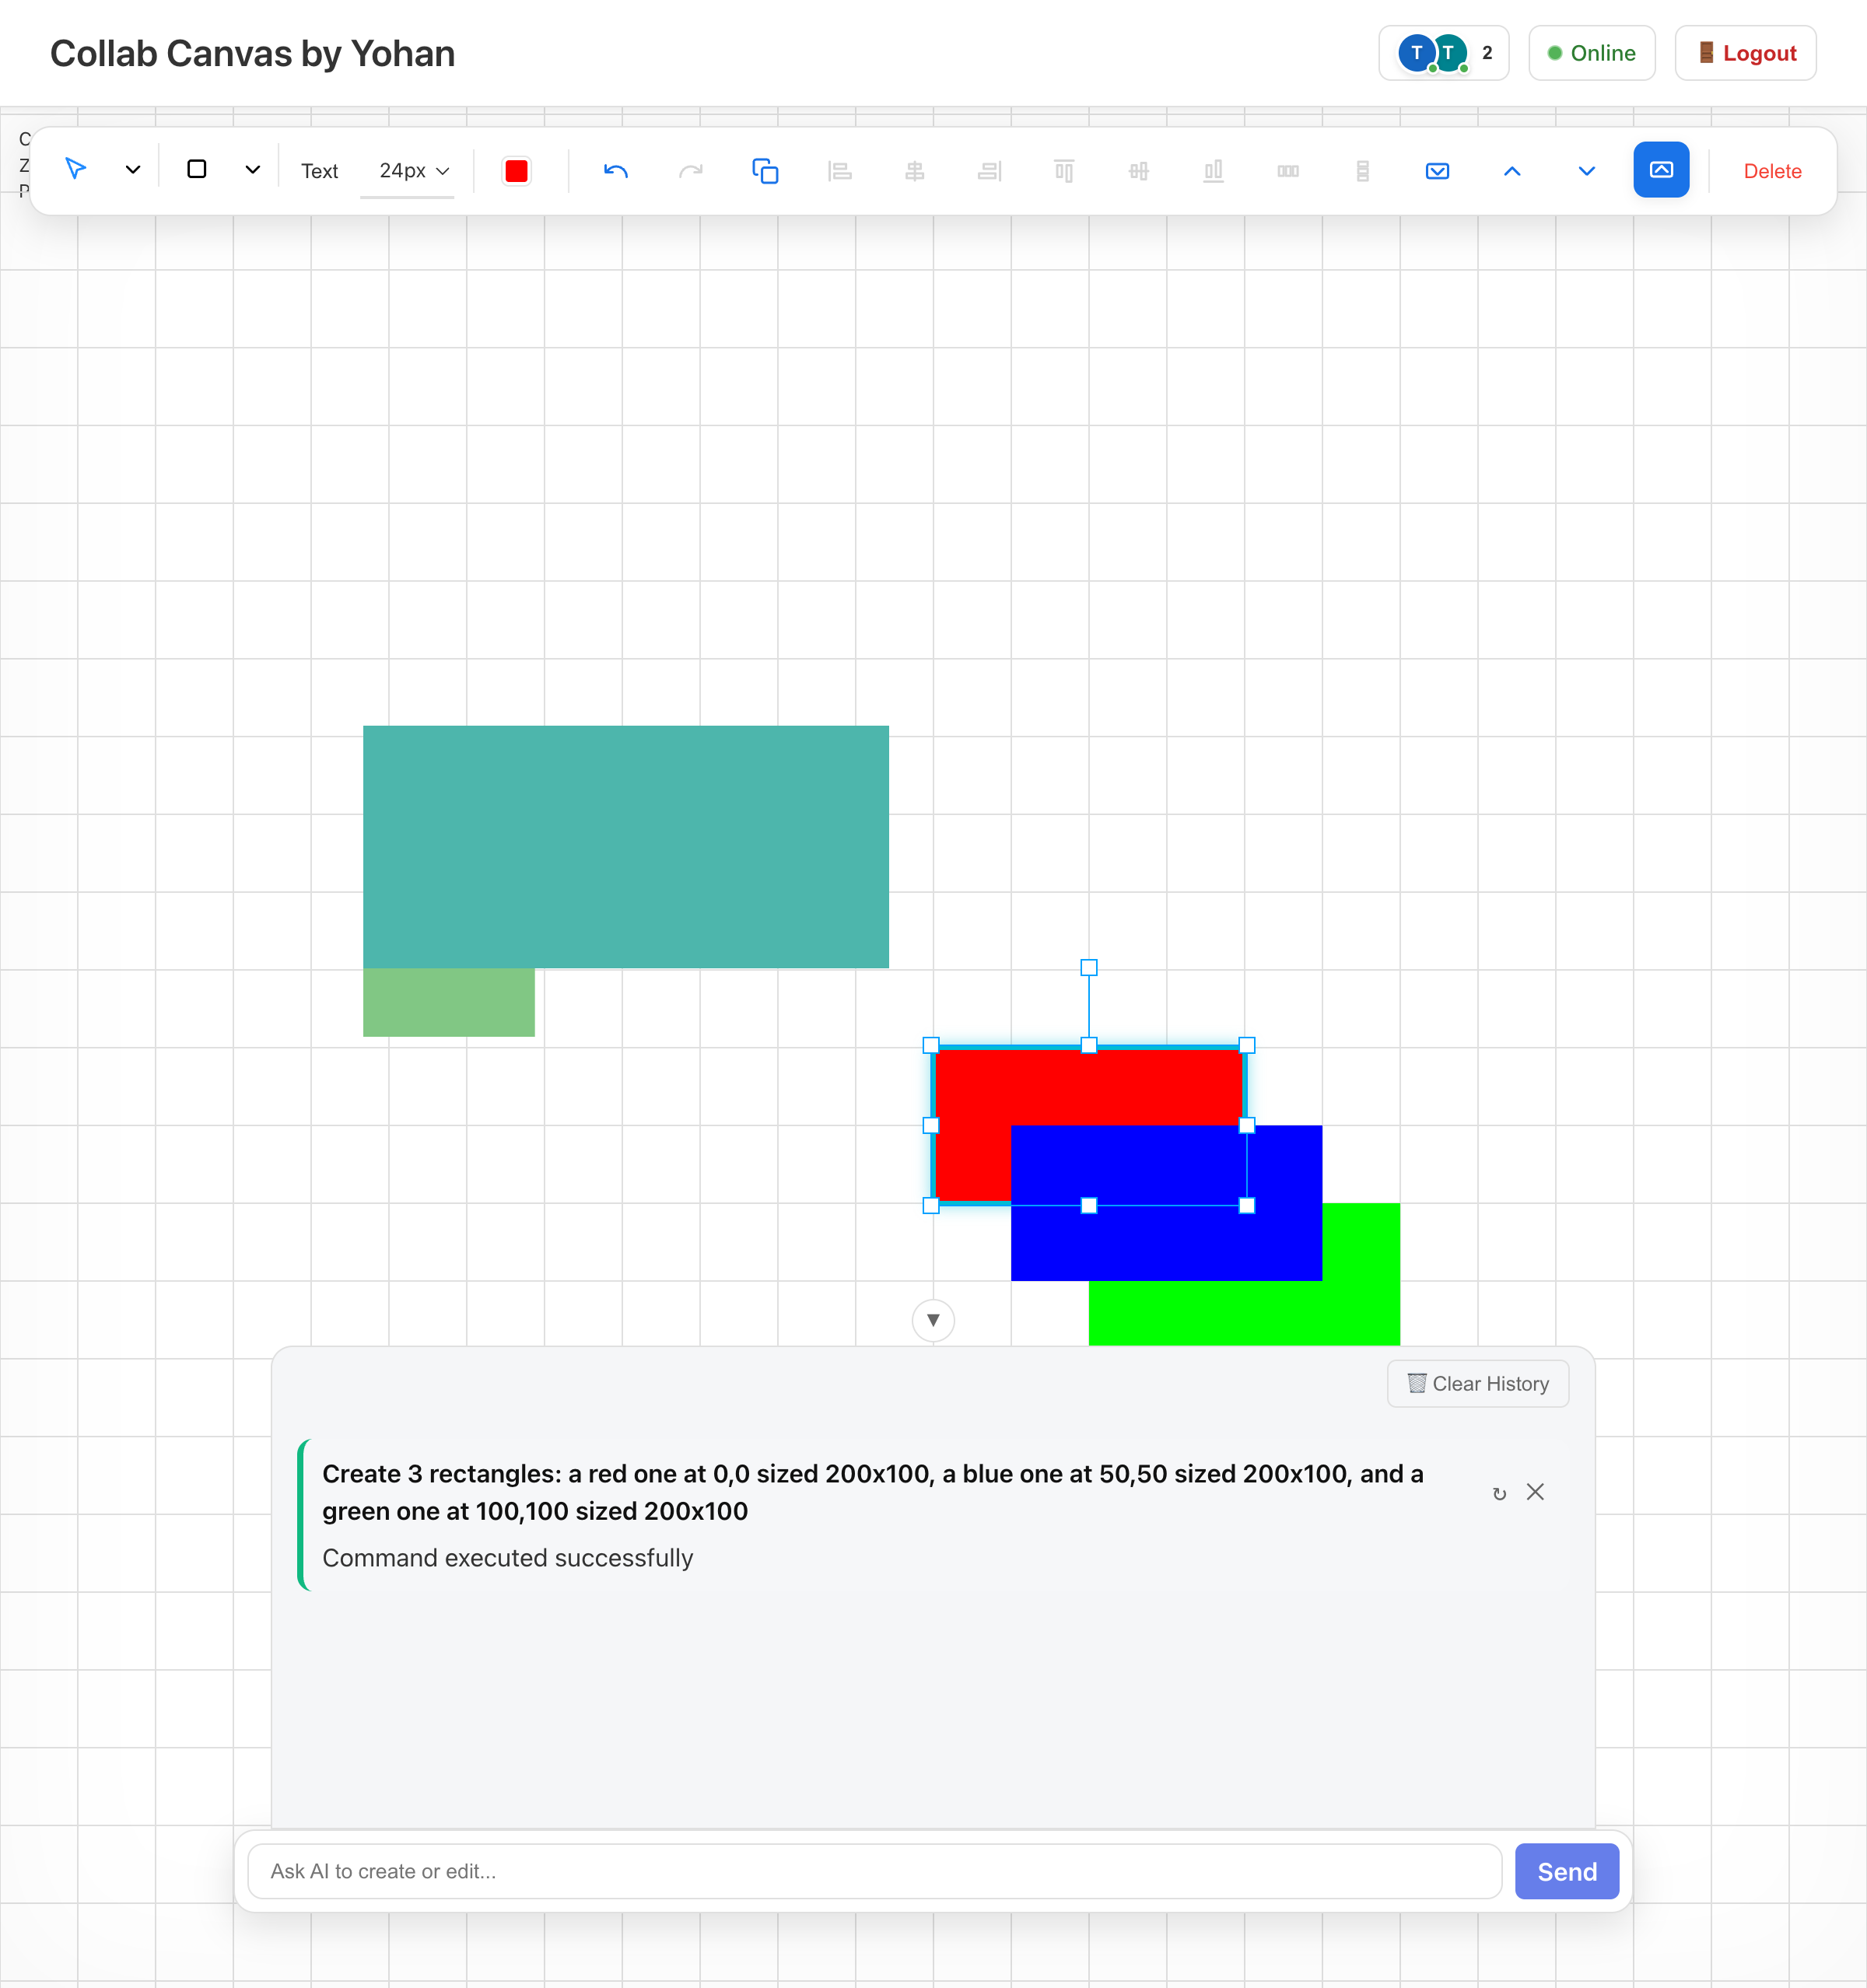 Collab Canvas by Yohan
T T 2
Online
Logout
Text
24px
Delete
Clear History
Create 3 rectangles: a red one at 0,0 sized 200x100, a blue one at 50,50 sized 200x100, and a
green one at 100,100 sized 200x100
Command executed successfully
Ask AI to create or edit...
Send